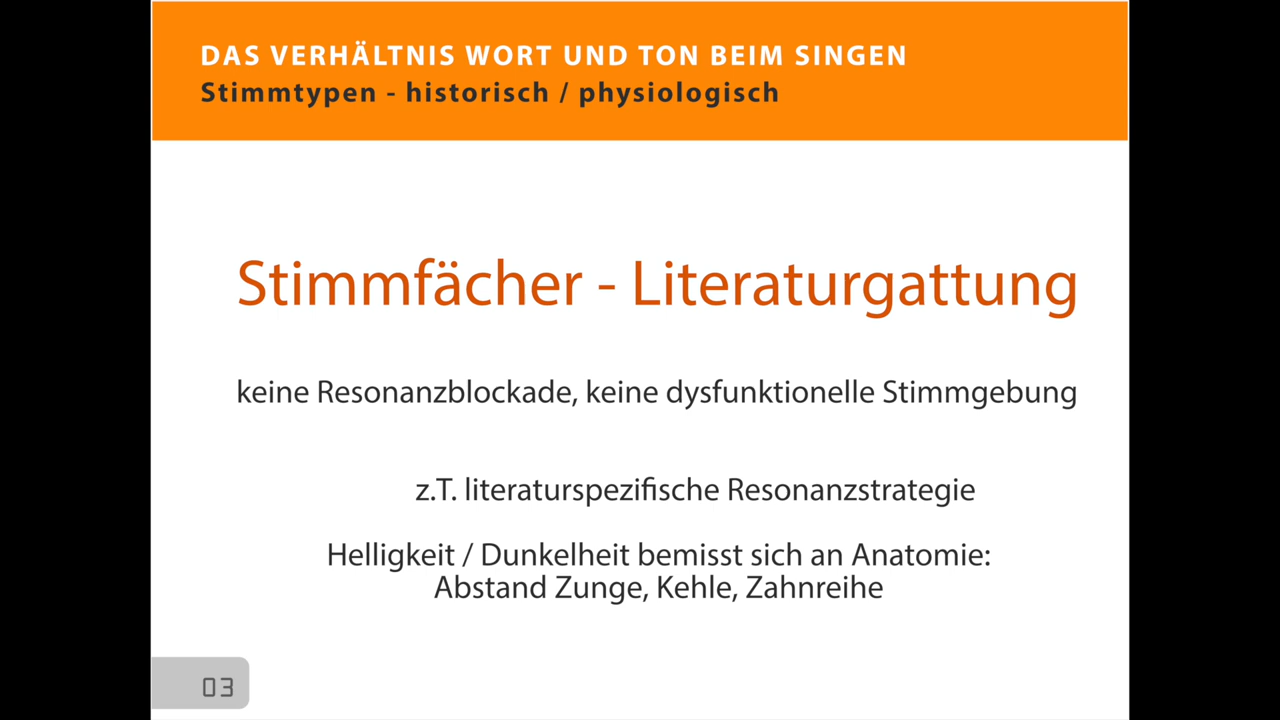 DAS VERHÄLTNIS WORT UND TON BEIM SINGEN
Stimmtypen - historisch / physiologisch
Stimmfächer - Literaturgattung
keine Resonanzblockade, keine dysfunktionelle Stimmgebung
z.T. literaturspezifische Resonanzstrategie
Helligkeit / Dunkelheit bemisst sich an Anatomie:
Abstand Zunge, Kehle, Zahnreihe
03